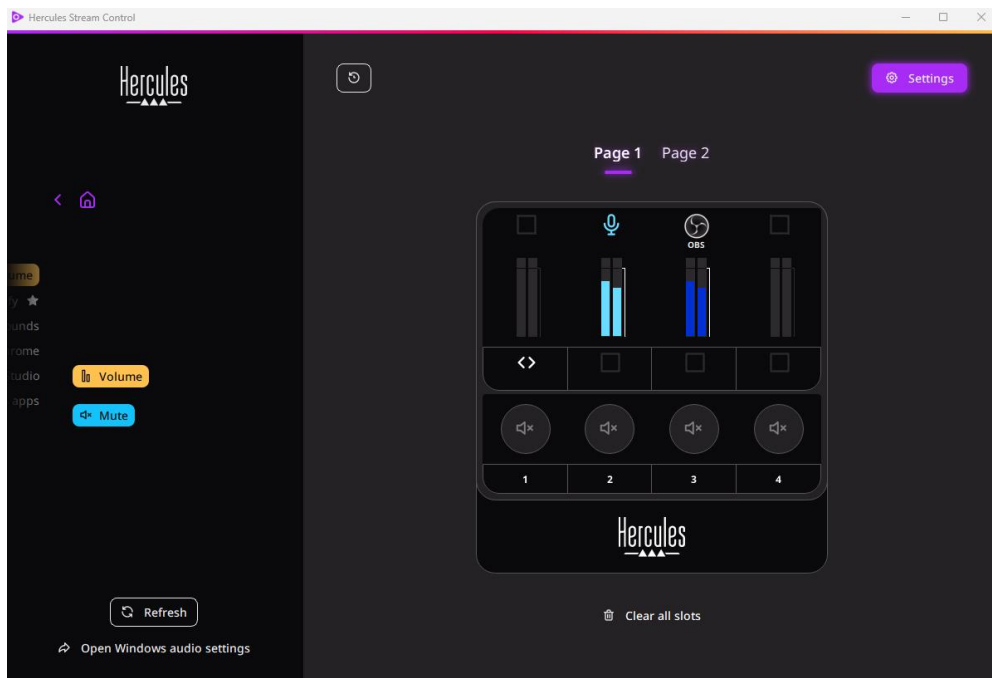 Hercules Stream Control
Hercules
Settings
Page 1 Page 2
OBS
Volume
Mute
1 2 3 4
Hercules
Refresh
Open Windows audio settings
Clear all slots